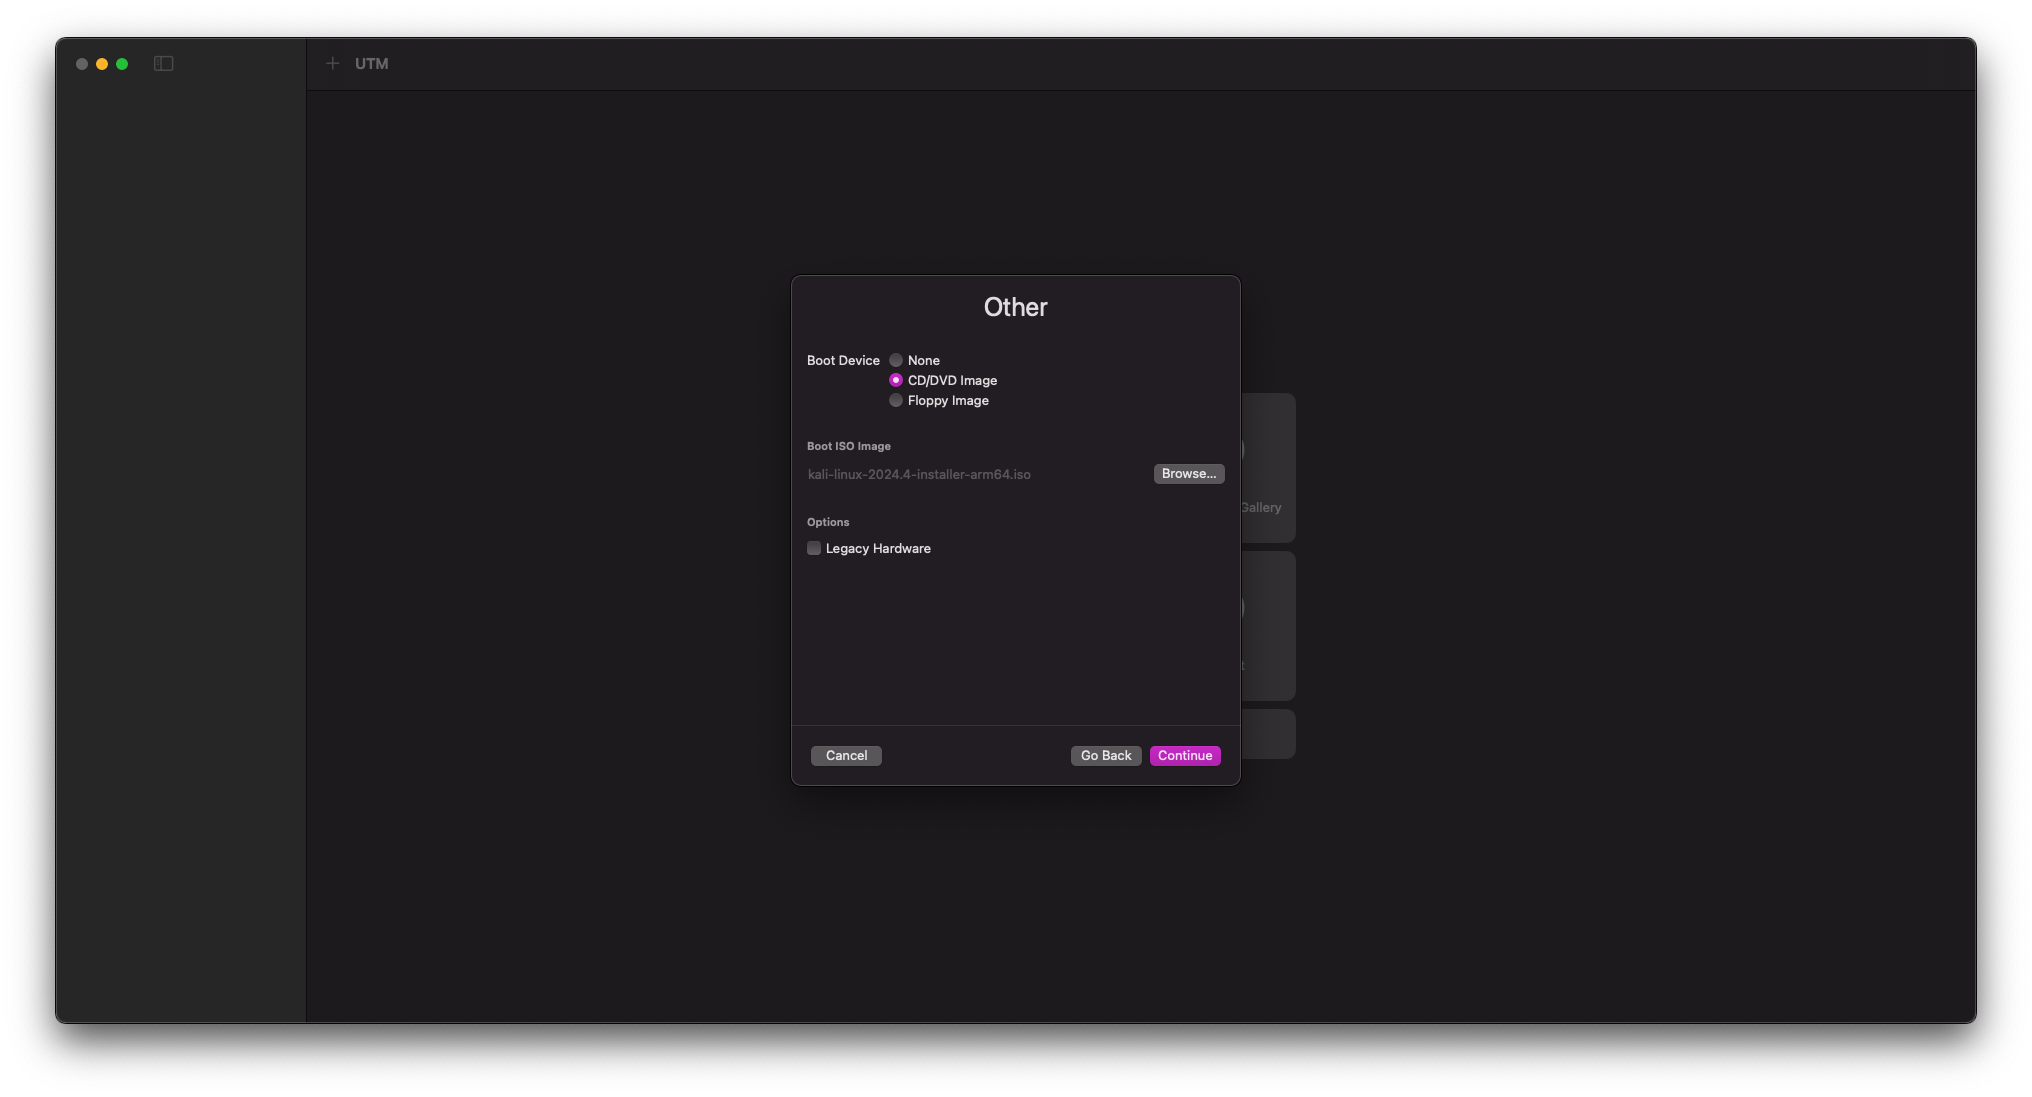 UTM
Other
Boot Device
None
CD/DVD Image
Floppy Image
Boot ISO Image
kali-linux-2024.4-installer-arm64.iso
Browse...
Gallery
Options
Legacy Hardware
Cancel
Go Back
Continue